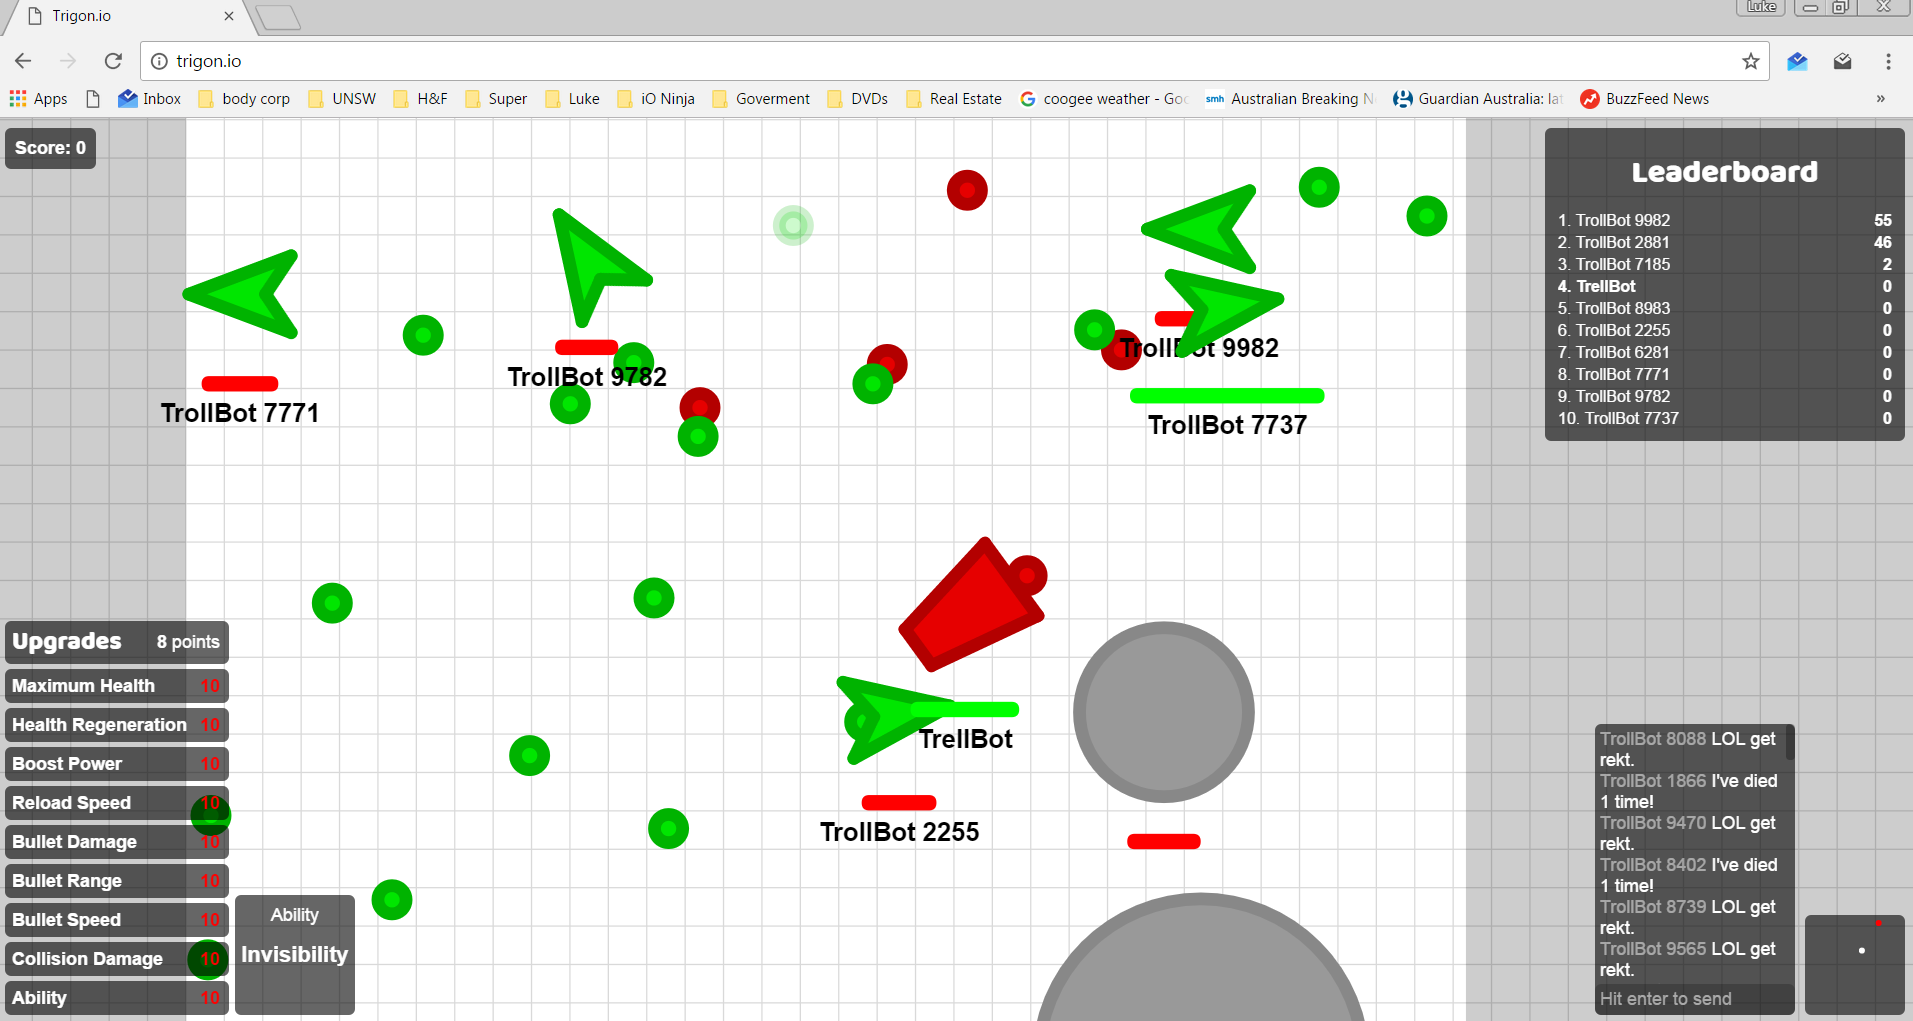 Trigon.io
Luke
trigon.io
Apps
Inbox
body corp
UNSW
H&F
Super
Luke
iO Ninja
Goverment
DVDs
Real Estate
G coogee weather - Goo
smh Australian Breaking N
Guardian Australia: lat
BuzzFeed News
»
Score: 0
Leaderboard
1. TrollBot 9982 55
2. TrollBot 2881 46
3. TrollBot 7185 2
4. TrellBot 0
5. TrollBot 8983 0
6. TrollBot 2255 0
7. TrollBot 6281 0
8. TrollBot 7771 0
9. TrollBot 9782 0
10. TrollBot 7737 0
TrollBot 9982
TrollBot 9782
TrollBot 7771
TrollBot 7737
TrellBot
TrollBot 2255
Upgrades 8 points
Maximum Health 10
Health Regeneration 10
Boost Power 10
Reload Speed 10
Bullet Damage 10
Bullet Range 10
Bullet Speed 10
Collision Damage 10
Ability 10
Ability
Invisibility
TrollBot 8088 LOL get
rekt.
TrollBot 1866 I've died
1 time!
TrollBot 9470 LOL get
rekt.
TrollBot 8402 I've died
1 time!
TrollBot 8739 LOL get
rekt.
TrollBot 9565 LOL get
rekt.
Hit enter to send